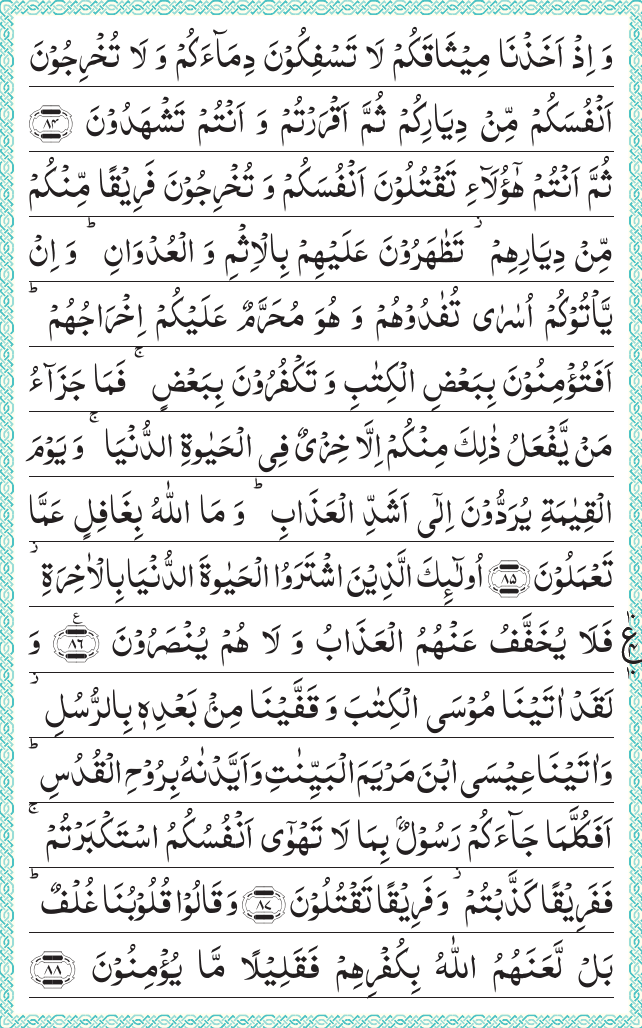 وَ اِذۡ اَخَذۡنَا مِيۡثَاقَكُمۡ لَا تَسۡفِكُوۡنَ دِمَآءَكُمۡ وَ لَا تُخۡرِجُوۡنَ
اَنۡفُسَكُمۡ مِّنۡ دِيَارِكُمۡ ثُمَّ اَقۡرَرۡتُمۡ وَ اَنۡتُمۡ تَشۡهَدُوۡنَ ﴿۸۴﴾
ثُمَّ اَنۡتُمۡ هٰٓؤُلَآءِ تَقۡتُلُوۡنَ اَنۡفُسَكُمۡ وَ تُخۡرِجُوۡنَ فَرِيۡقًا مِّنۡكُمۡ
مِّنۡ دِيَارِهِمۡ ۫ تَظٰهَرُوۡنَ عَلَيۡهِمۡ بِالۡاِثۡمِ وَ الۡعُدۡوَانِ ؕ وَ اِنۡ
يَّاۡتُوۡكُمۡ اُسٰرٰى تُفٰدُوۡهُمۡ وَ هُوَ مُحَرَّمٌ عَلَيۡكُمۡ اِخۡرَاجُهُمۡ ؕ
اَفَتُؤۡمِنُوۡنَ بِبَعۡضِ الۡكِتٰبِ وَ تَكۡفُرُوۡنَ بِبَعۡضٍ ۚ فَمَا جَزَآءُ
مَنۡ يَّفۡعَلُ ذٰلِكَ مِنۡكُمۡ اِلَّا خِزۡىٌ فِى الۡحَيٰوةِ الدُّنۡيَا ۚ وَ يَوۡمَ
الۡقِيٰمَةِ يُرَدُّوۡنَ اِلٰٓى اَشَدِّ الۡعَذَابِ ؕ وَ مَا اللّٰهُ بِغَافِلٍ عَمَّا
تَعۡمَلُوۡنَ ﴿۸۵﴾ اُولٰٓٮِٕكَ الَّذِيۡنَ اشۡتَرَوُا الۡحَيٰوةَ الدُّنۡيَا بِالۡاٰخِرَةِ ۫
فَلَا يُخَفَّفُ عَنۡهُمُ الۡعَذَابُ وَ لَا هُمۡ يُنۡصَرُوۡنَ ﴿۸۶﴾ ع وَ
لَقَدۡ اٰتَيۡنَا مُوۡسَى الۡكِتٰبَ وَ قَفَّيۡنَا مِنۡۢ بَعۡدِهٖ بِالرُّسُلِ ۫
وَ اٰتَيۡنَا عِيۡسَى ابۡنَ مَرۡيَمَ الۡبَيِّنٰتِ وَ اَيَّدۡنٰهُ بِرُوۡحِ الۡقُدُسِ ؕ
اَفَكُلَّمَا جَآءَكُمۡ رَسُوۡلٌۢ بِمَا لَا تَهۡوٰٓى اَنۡفُسُكُمُ اسۡتَكۡبَرۡتُمۡ ۚ
فَفَرِيۡقًا كَذَّبۡتُمۡ ۫ وَ فَرِيۡقًا تَقۡتُلُوۡنَ ﴿۸۷﴾ وَ قَالُوۡا قُلُوۡبُنَا غُلۡفٌ ؕ
بَلۡ لَّعَنَهُمُ اللّٰهُ بِكُفۡرِهِمۡ فَقَلِيۡلًا مَّا يُؤۡمِنُوۡنَ ﴿۸۸﴾